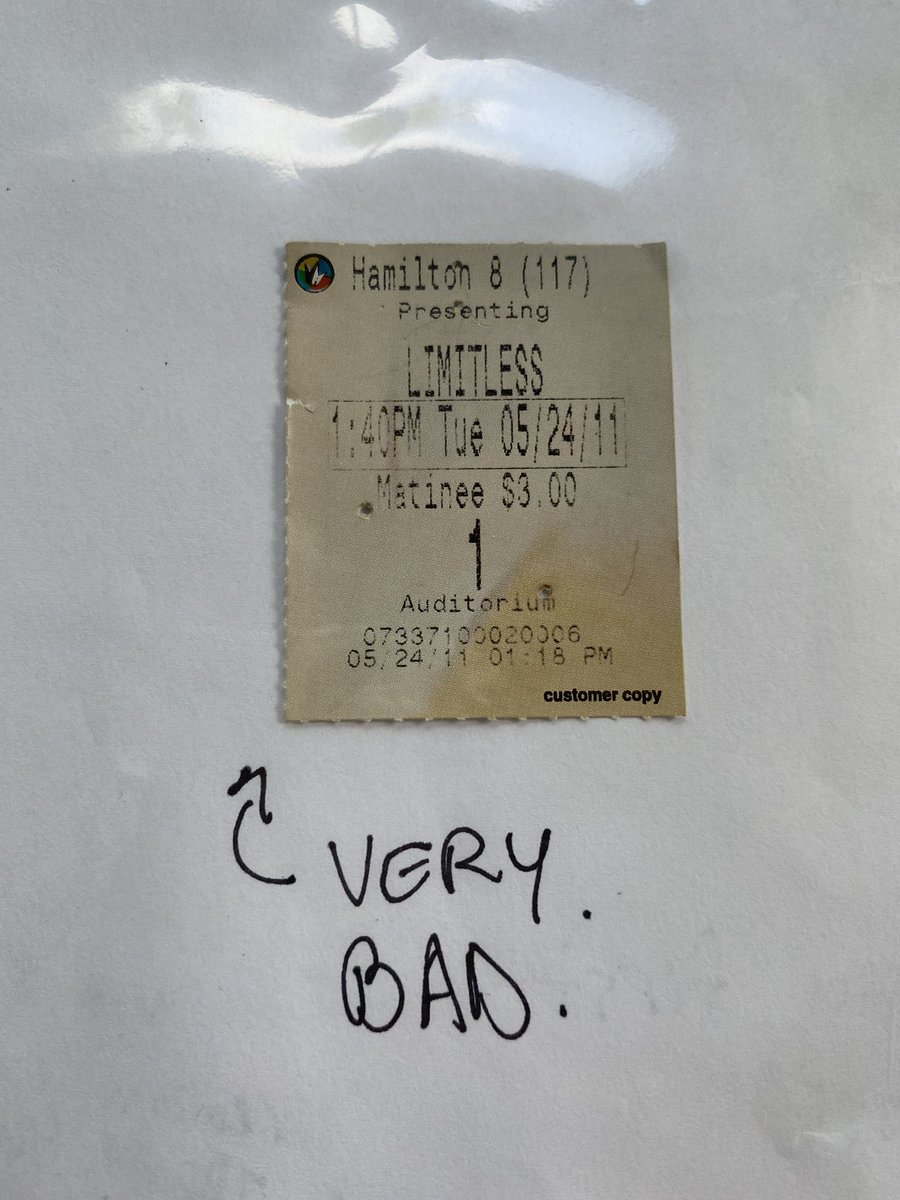 Hamilton 8 (117)
Presenting
LIMITLESS
1:40PM Tue 05/24/11
Matinee $3.00
1
Auditorium
07337100020006
05/24/11 01:18 PM
customer copy
VERY.
BAD.